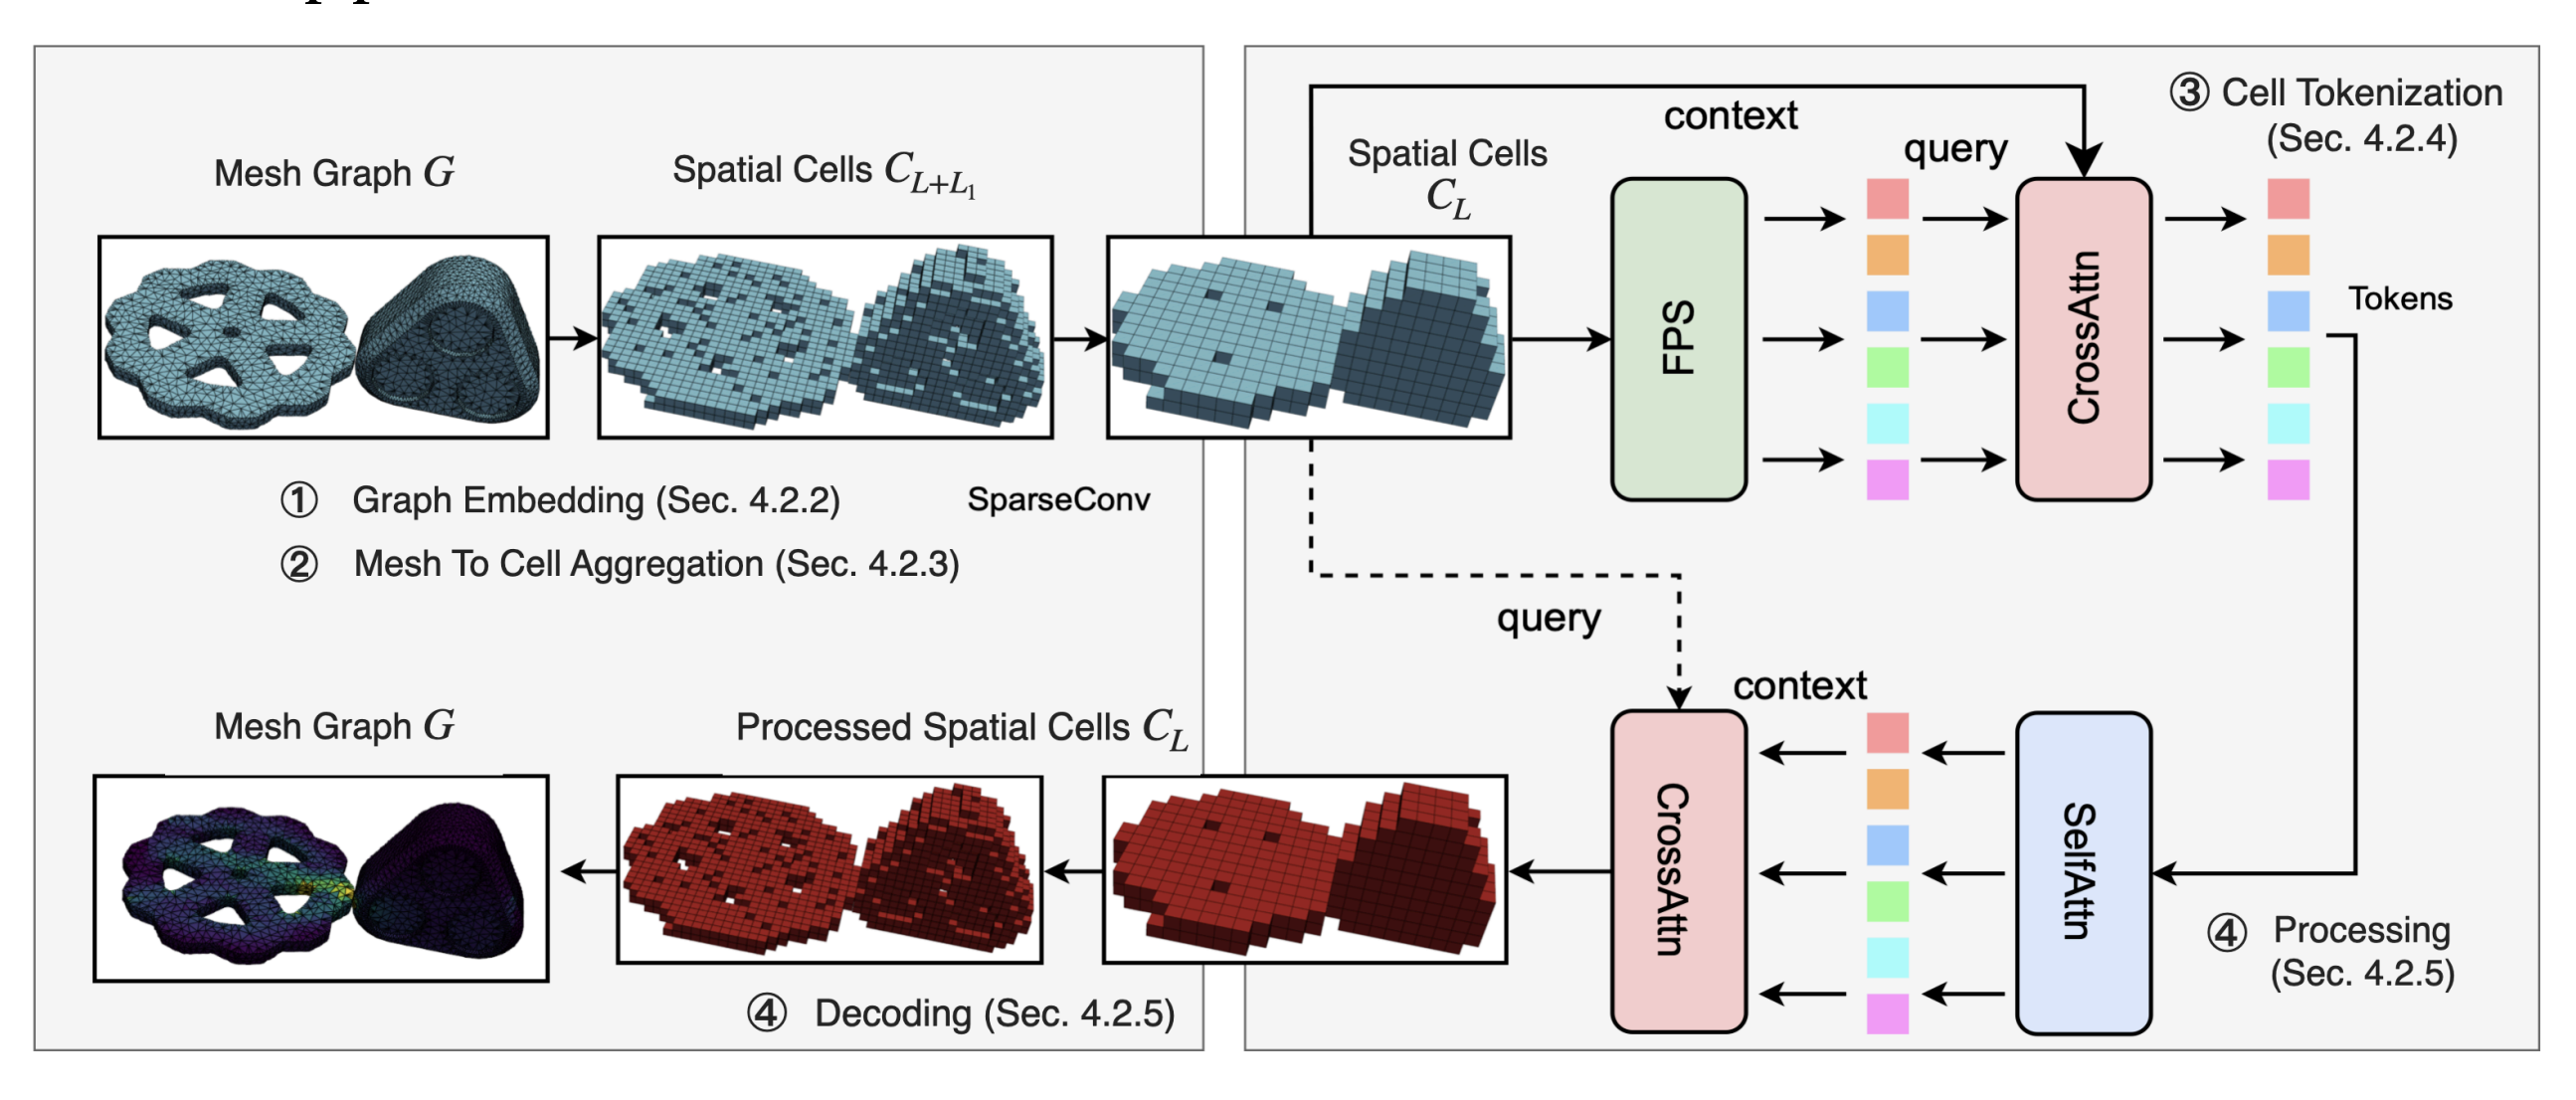 Mesh Graph G
Spatial Cells C_{L+L_1}
Spatial Cells
C_L
context
query
③ Cell Tokenization
(Sec. 4.2.4)
FPS
CrossAttn
Tokens
① Graph Embedding (Sec. 4.2.2)
SparseConv
② Mesh To Cell Aggregation (Sec. 4.2.3)
query
context
Mesh Graph G
Processed Spatial Cells C_L
CrossAttn
SelfAttn
④ Processing
(Sec. 4.2.5)
④ Decoding (Sec. 4.2.5)